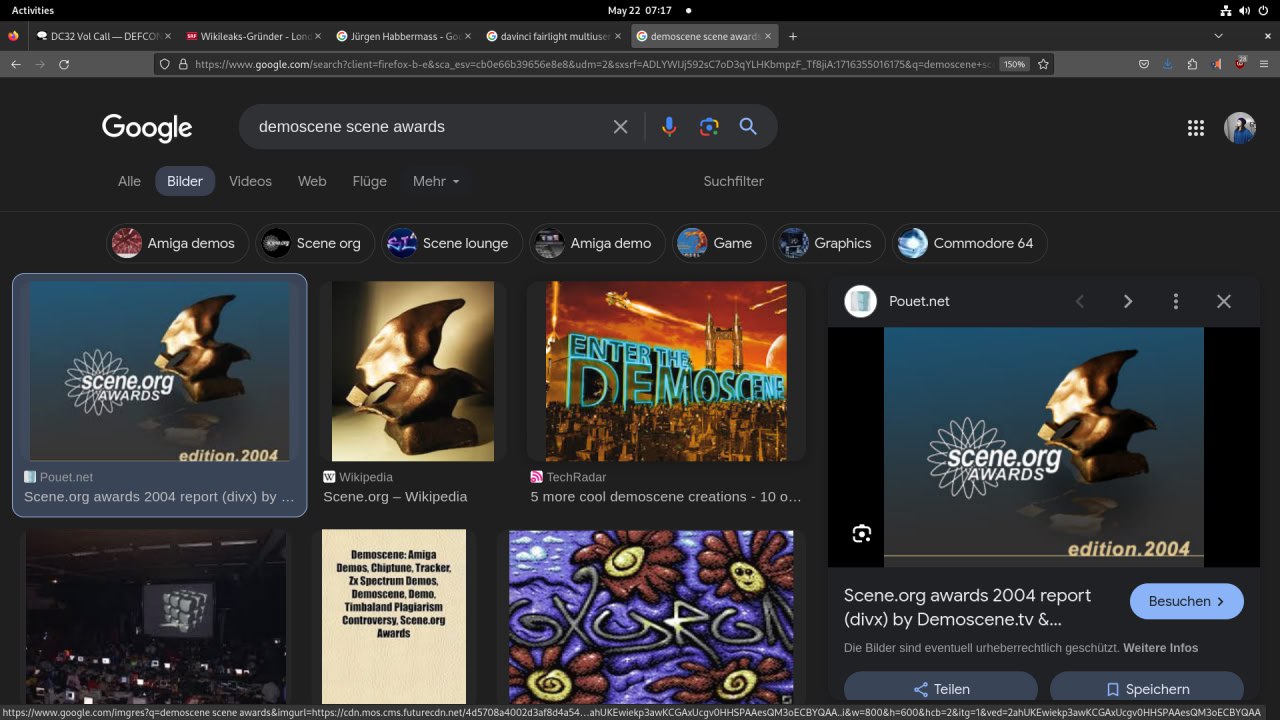 Activities
May 22 07:17
DC32 Vol Call — DEFCON
Wikileaks-Gründer - Lond
Jürgen Habbermass - Goo
davinci fairlight multiuser
demoscene scene awards
https://www.google.com/search?client=firefox-b-e&sca_esv=cb0e66b39656e8e8&udm=2&sxsrf=ADLYWIJj592sC7oD3qYLHKbmpzF_Tf8jiA:1716355016175&q=demoscene+sc
150%
28
Google
demoscene scene awards
Alle
Bilder
Videos
Web
Flüge
Mehr
Suchfilter
Amiga demos
Scene org
Scene lounge
Amiga demo
Game
Graphics
Commodore 64
scene.org
AWARDS
edition.2004
Pouet.net
Scene.org awards 2004 report (divx) by …
Wikipedia
Scene.org – Wikipedia
ENTER THE
DEMOSCENE
TechRadar
5 more cool demoscene creations - 10 o…
Pouet.net
scene.org
AWARDS
edition.2004
Scene.org awards 2004 report
(divx) by Demoscene.tv &…
Besuchen
Die Bilder sind eventuell urheberrechtlich geschützt. Weitere Infos
Teilen
Speichern
Demoscene: Amiga
Demos, Chiptune, Tracker,
Zx Spectrum Demos,
Demoscene, Demo,
Timbaland Plagiarism
Controversy, Scene.org
Awards
https://www.google.com/imgres?q=demoscene scene awards&imgurl=https://cdn.mos.cms.futurecdn.net/4d5708a4002d3af8d4a54…ahUKEwiekp3awKCGAxUcgv0HHSPAAesQM3oECBYQAA..i&w=800&h=600&hcb=2&itg=1&ved=2ahUKEwiekp3awKCGAxUcgv0HHSPAAesQM3oECBYQAA